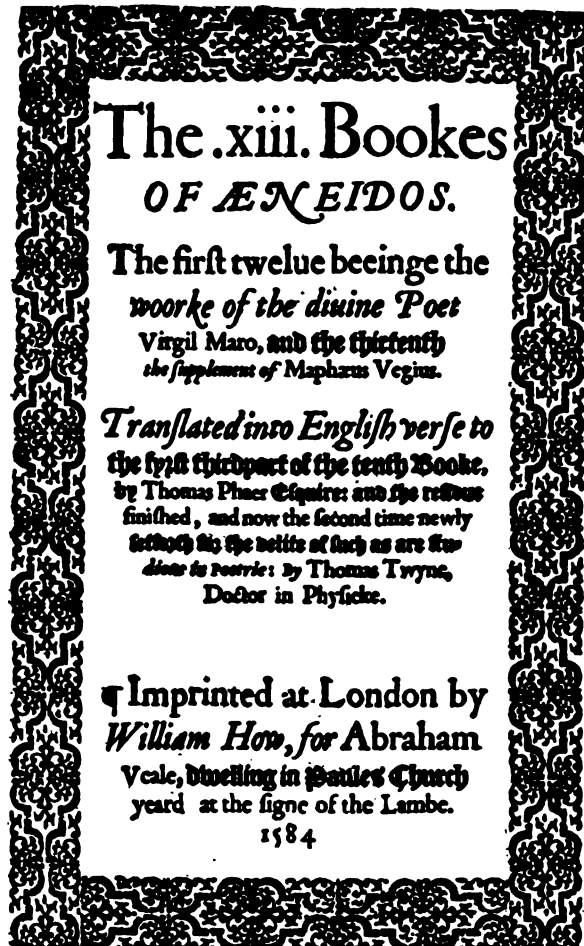 The .xiii. Bookes
OF ÆNEIDOS.
The firſt twelue beeinge the
woorke of the diuine Poet
Virgil Maro, and the thirtenth
the ſupplement of Maphæus Vegius.
Tranſlated into Engliſh verſe to
the fyrſt thirdpart of the tenth Booke,
by Thomas Phaer Eſquire: and the reſidue
finiſhed, and now the ſecond time newly
ſetforth for the delite of ſuch as are ſtu-
dious in Poetrie: By Thomas Twyne,
Doctor in Phyſicke.
¶ Imprinted at London by
William How, for Abraham
Veale, dwelling in Paules Church
yeard at the ſigne of the Lambe.
1584